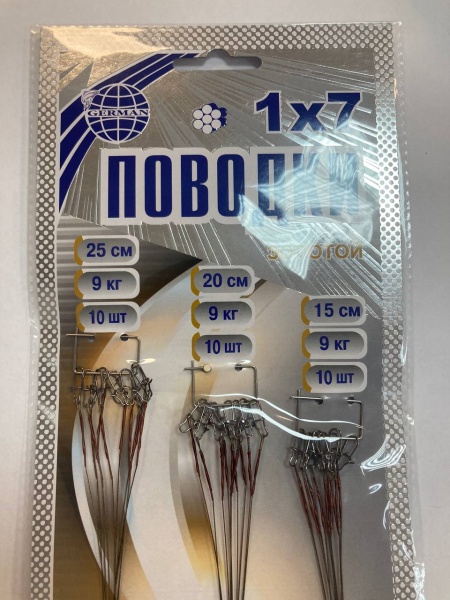 GERMAN
1x7
ПОВОДКИ
25 см
9 кг
10 шт
20 см
9 кг
10 шт
15 см
9 кг
10 шт